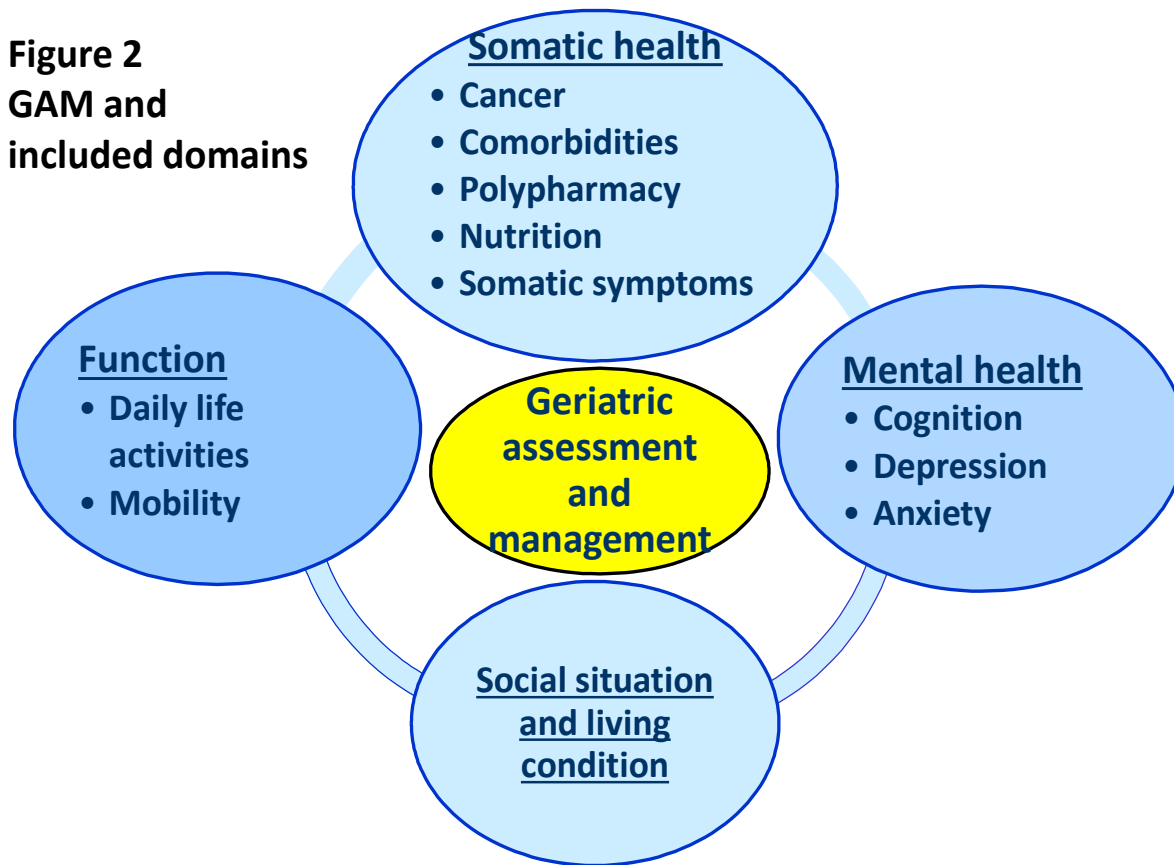 Figure 2
GAM and
included domains
Somatic health
• Cancer
• Comorbidities
• Polypharmacy
• Nutrition
• Somatic symptoms
Function
• Daily life
activities
• Mobility
Geriatric
assessment
and
management
Mental health
• Cognition
• Depression
• Anxiety
Social situation
and living
condition